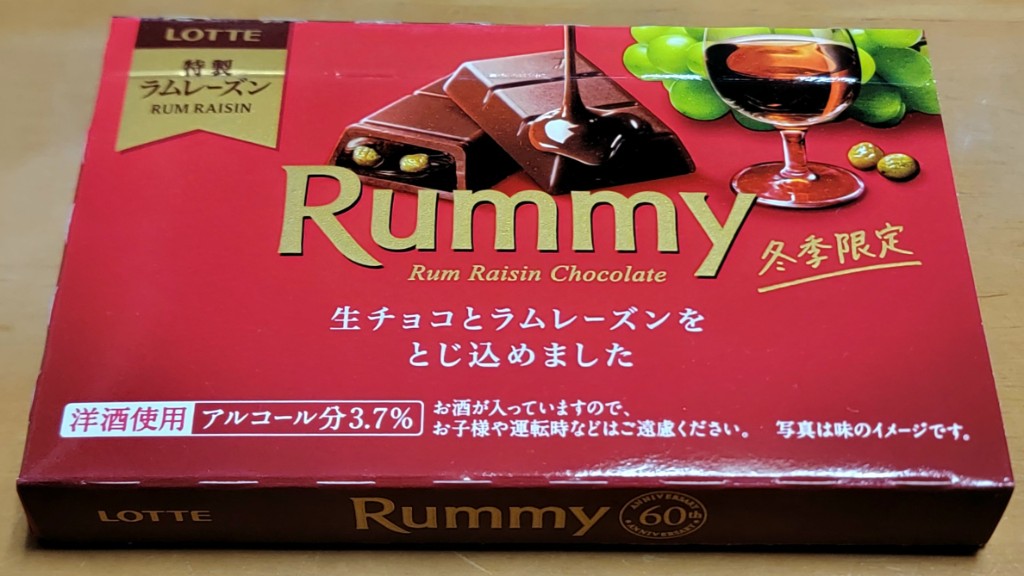 LOTTE
特製
ラムレーズン
RUM RAISIN
Rummy
Rum Raisin Chocolate
冬季限定
生チョコとラムレーズンを
とじ込めました
洋酒使用 アルコール分3.7%
お酒が入っていますので、
お子様や運転時などはご遠慮ください。 写真は味のイメージです。
LOTTE Rummy
ANNIVERSARY
60th
ANNIVERSARY